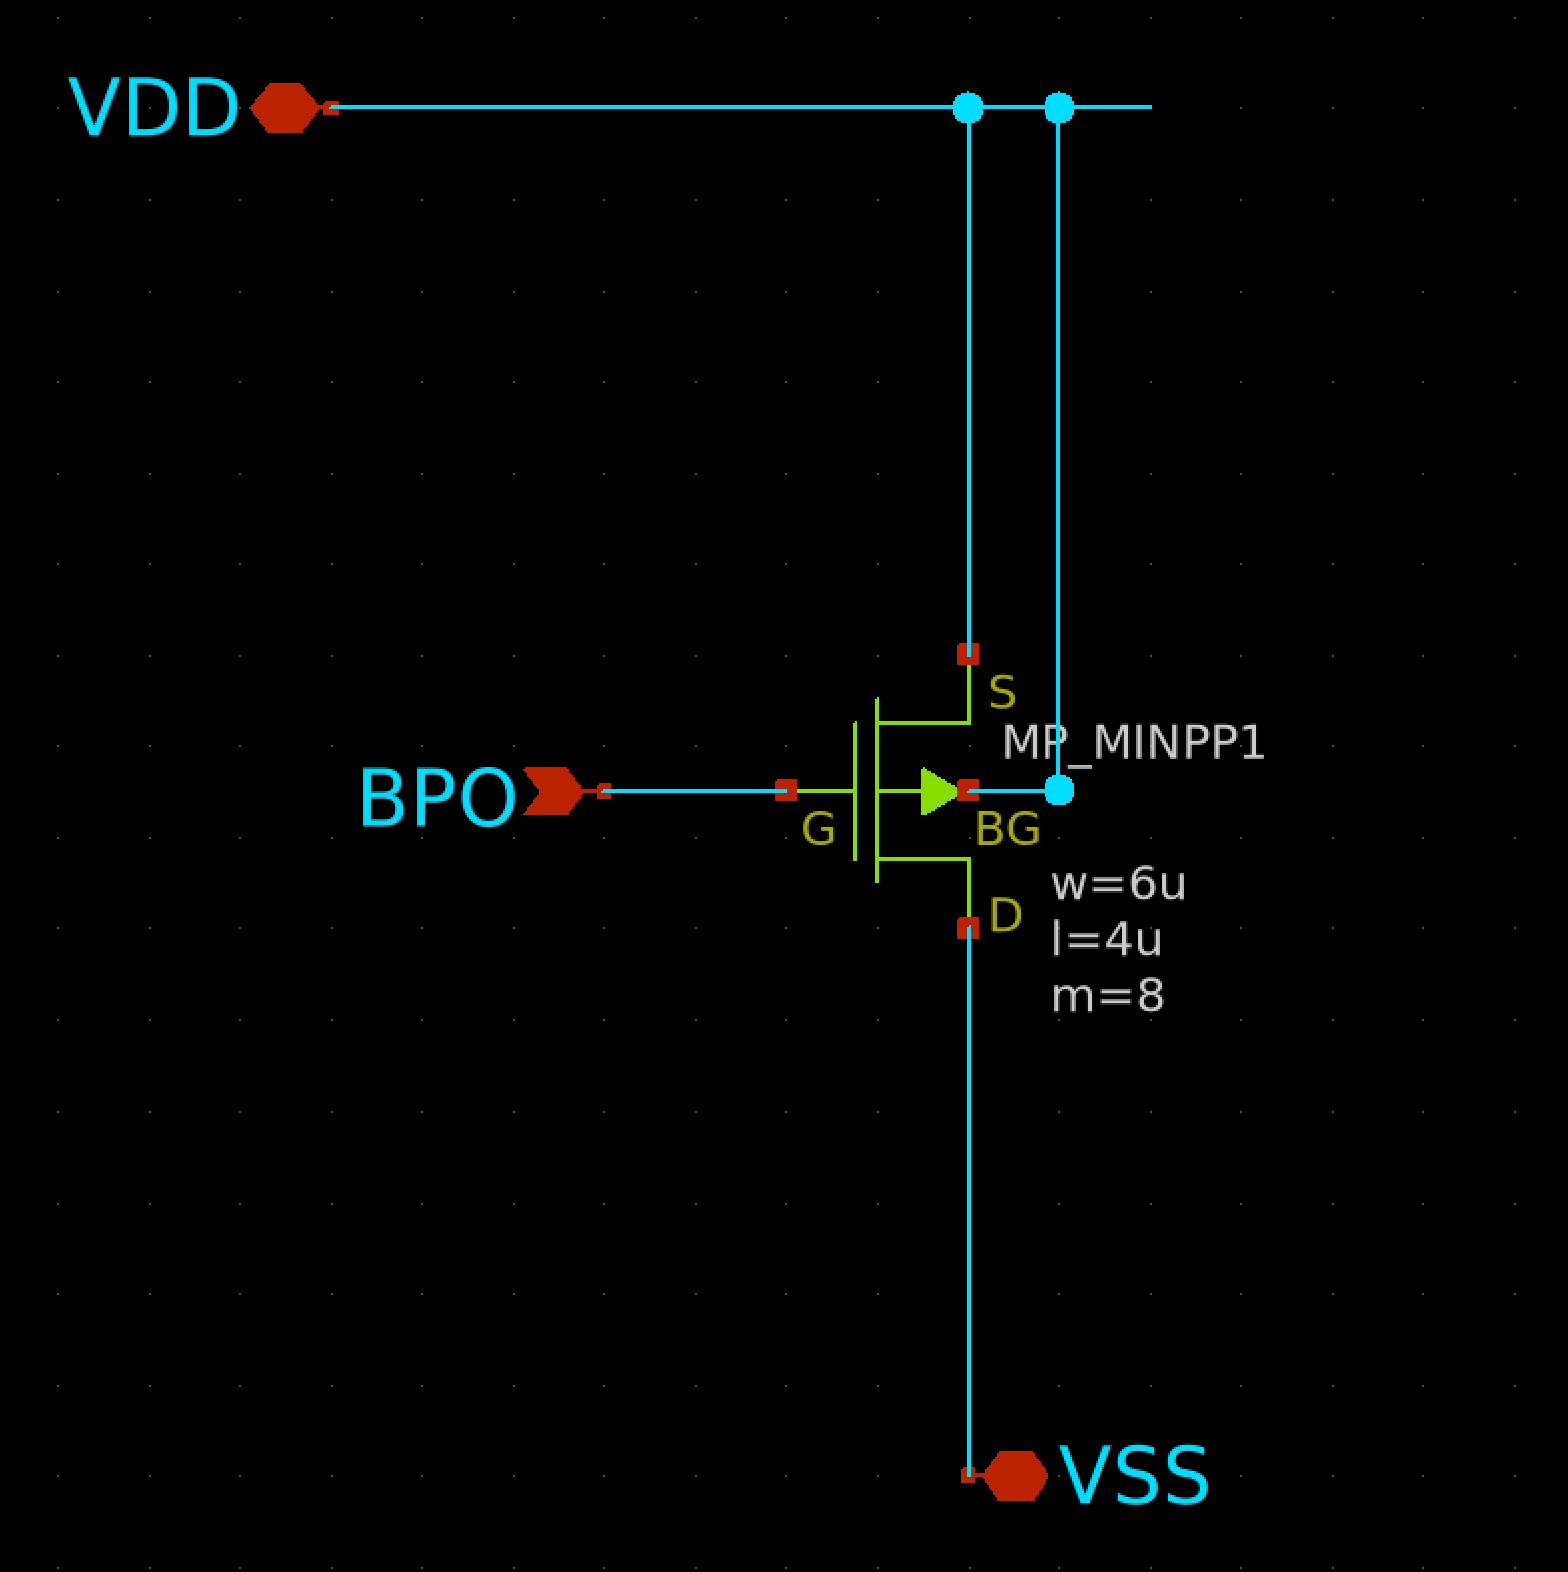 VDD
S
MP_MINPP1
BPO
G
BG
w=6u
l=4u
D
m=8
VSS